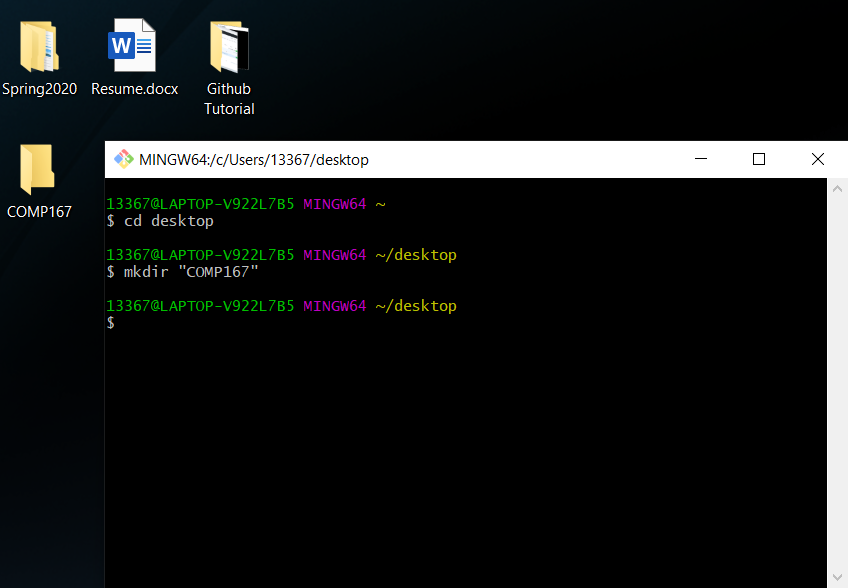 Spring2020
Resume.docx
Github
Tutorial
COMP167
MINGW64:/c/Users/13367/desktop
13367@LAPTOP-V922L7B5 MINGW64 ~
$ cd desktop
13367@LAPTOP-V922L7B5 MINGW64 ~/desktop
$ mkdir "COMP167"
13367@LAPTOP-V922L7B5 MINGW64 ~/desktop
$